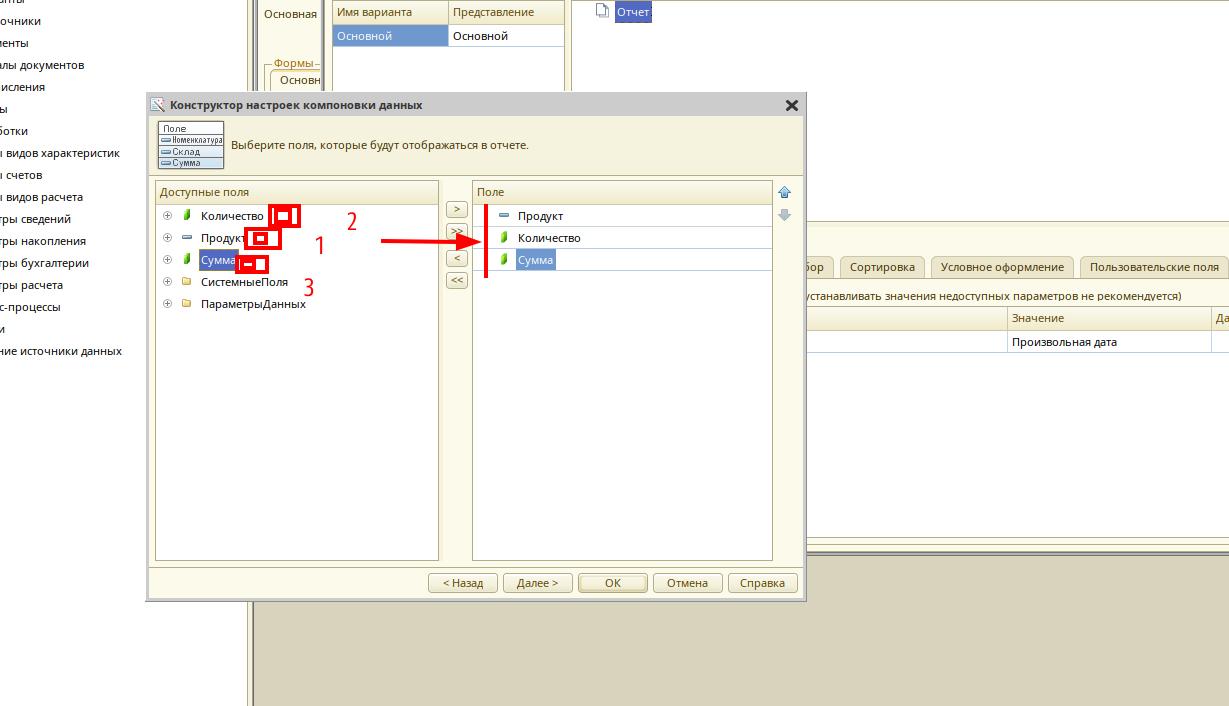 анты
очники
менты
алы документов
исления
ы
ботки
ы видов характеристик
ы счетов
ы видов расчета
тры сведений
тры накопления
тры бухгалтерии
тры расчета
с-процессы
и
ние источники данных
Основная
Формы
Основн
Имя варианта Представление
Основной Основной
Отчет
Конструктор настроек компоновки данных
Поле
Номенклатура
Склад
Сумма
Выберите поля, которые будут отображаться в отчете.
Доступные поля
Количество
Продукт
Сумма
СистемныеПоля
ПараметрыДанных
2
1
3
>
>>
<
<<
Поле
Продукт
Количество
Сумма
< Назад Далее > ОК Отмена Справка
бор Сортировка Условное оформление Пользовательские поля
устанавливать значения недоступных параметров не рекомендуется)
Значение Да
Произвольная дата